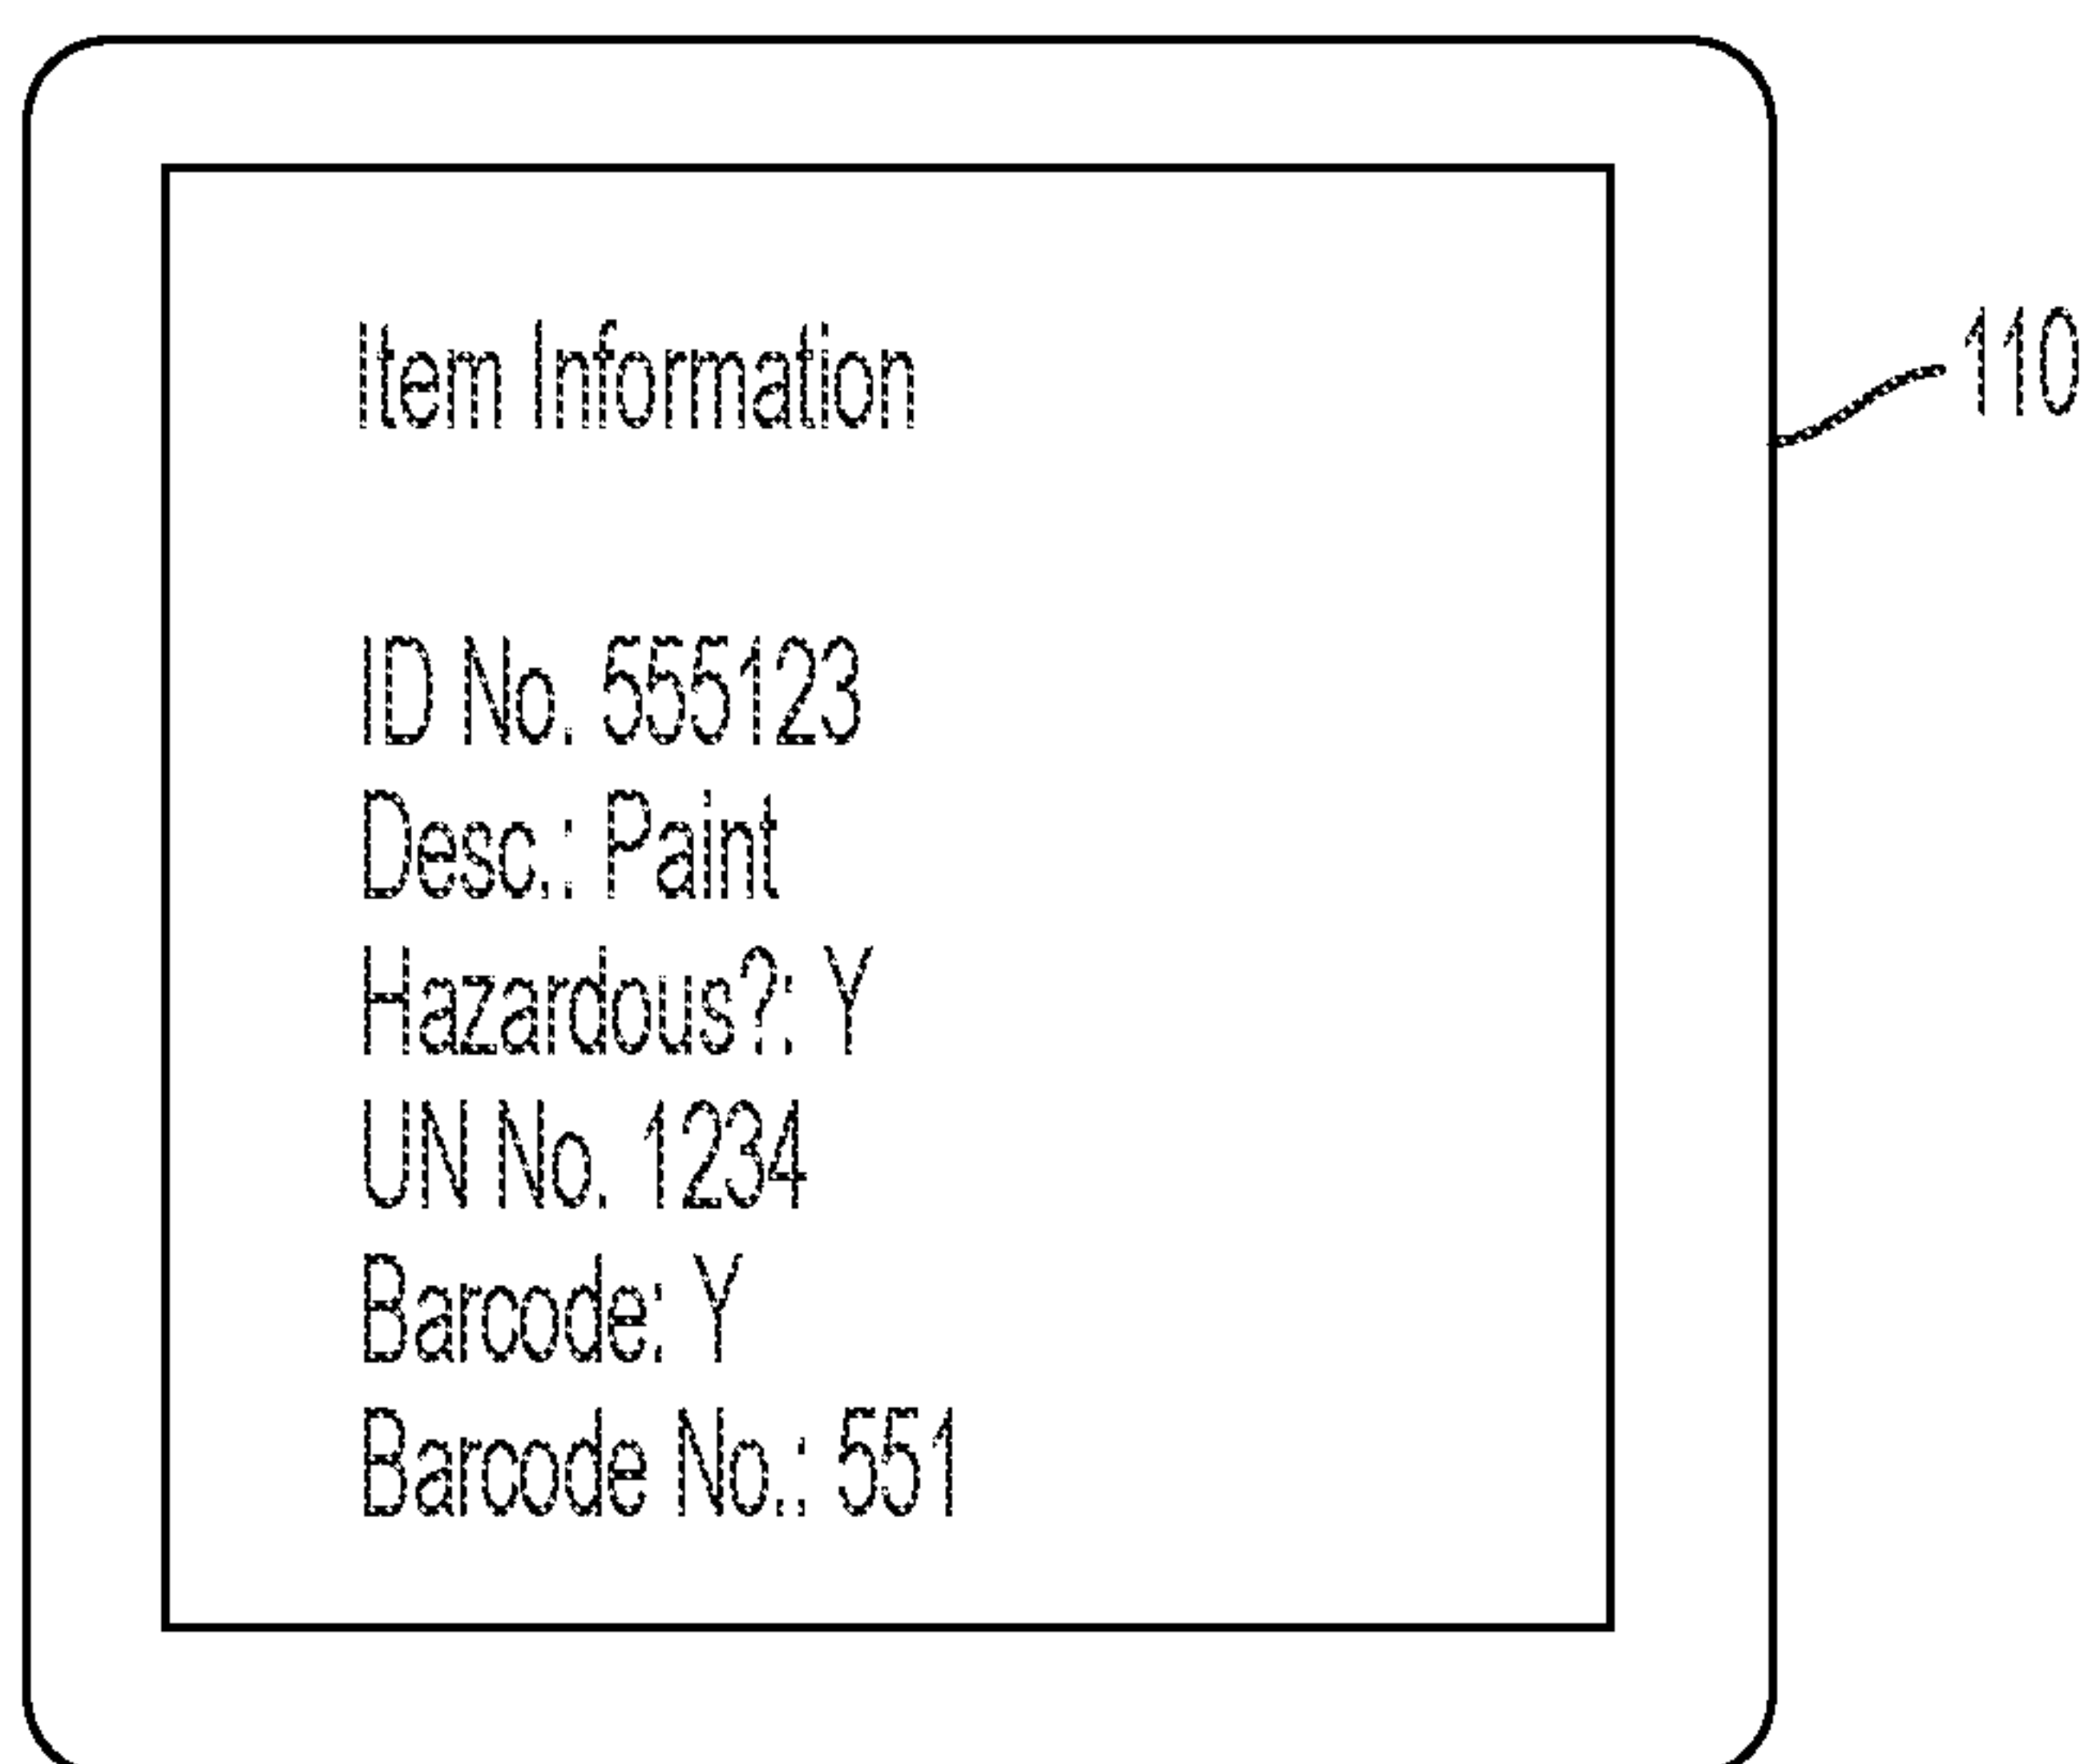 Item Information
110
ID No. 555123
Desc.: Paint
Hazardous?: Y
UN No. 1234
Barcode: Y
Barcode No.: 551